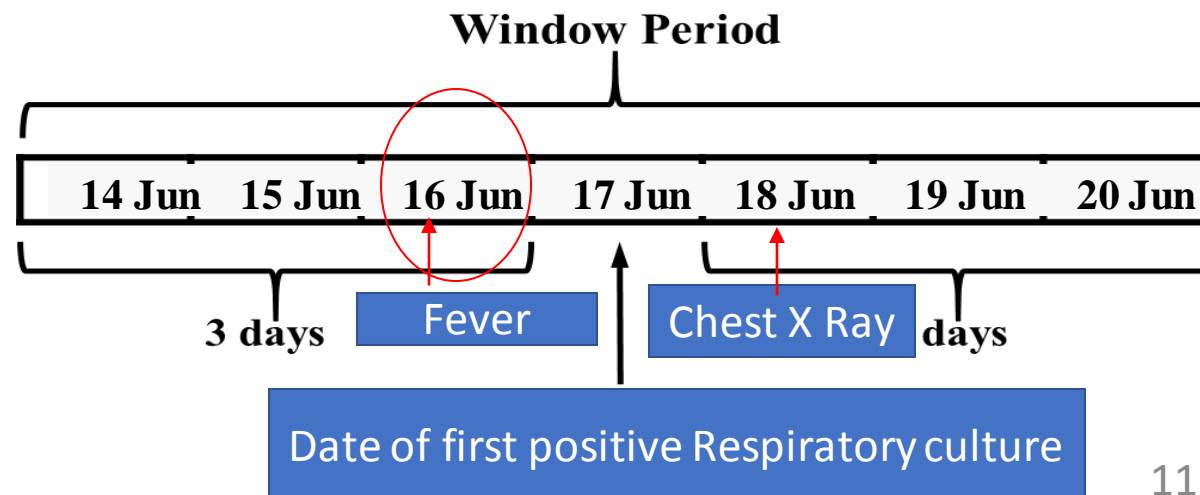 Window Period
14 Jun 15 Jun 16 Jun 17 Jun 18 Jun 19 Jun 20 Jun
3 days
Fever
Chest X Ray
days
Date of first positive Respiratory culture
11